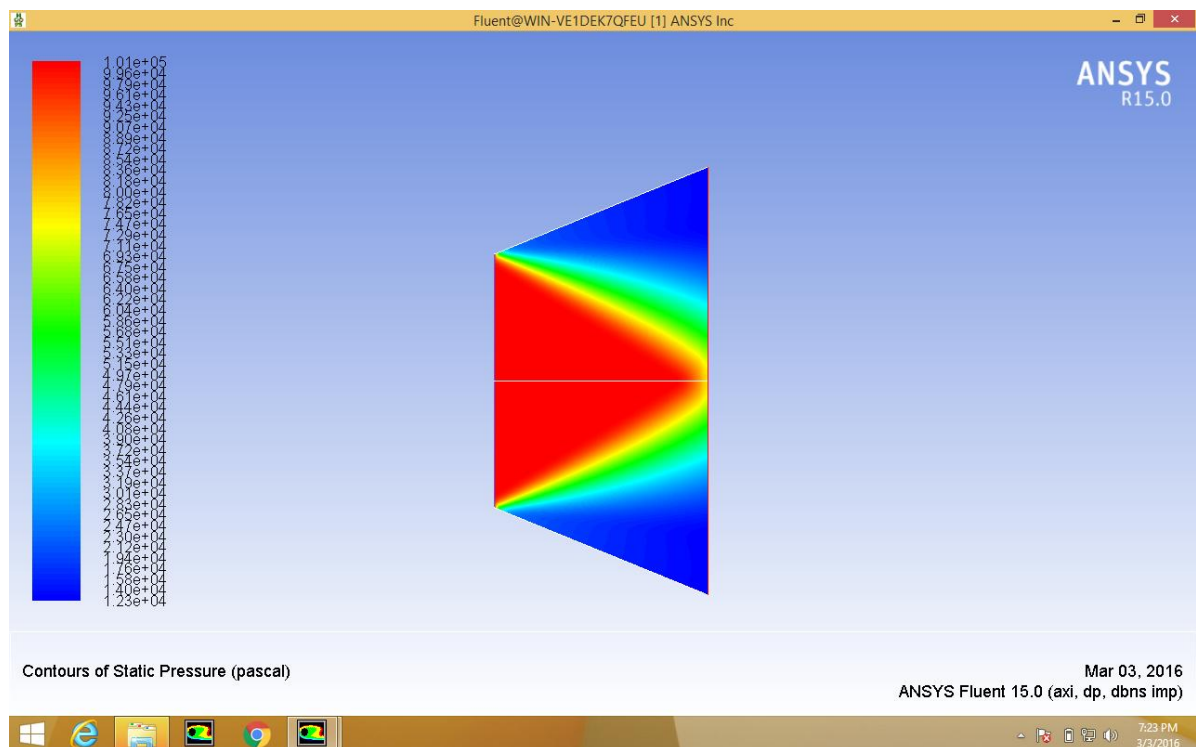 Fluent@WIN-VE1DEK7QFEU [1] ANSYS Inc
ANSYS
R15.0
1.01e+05
9.96e+04
9.79e+04
9.61e+04
9.43e+04
9.25e+04
9.07e+04
8.89e+04
8.72e+04
8.54e+04
8.36e+04
8.18e+04
8.00e+04
7.82e+04
7.65e+04
7.47e+04
7.29e+04
7.11e+04
6.93e+04
6.75e+04
6.58e+04
6.40e+04
6.22e+04
6.04e+04
5.86e+04
5.68e+04
5.51e+04
5.33e+04
5.15e+04
4.97e+04
4.79e+04
4.61e+04
4.44e+04
4.26e+04
4.08e+04
3.90e+04
3.72e+04
3.54e+04
3.37e+04
3.19e+04
3.01e+04
2.83e+04
2.65e+04
2.47e+04
2.30e+04
2.12e+04
1.94e+04
1.76e+04
1.58e+04
1.40e+04
1.23e+04
Contours of Static Pressure (pascal)
Mar 03, 2016
ANSYS Fluent 15.0 (axi, dp, dbns imp)
7:23 PM
3/3/2016